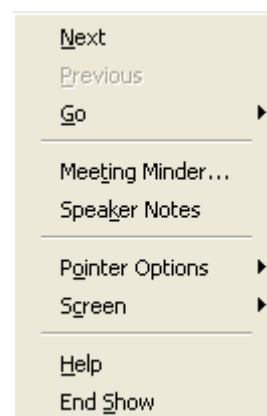 Next
Previous
Go
Meeting Minder...
Speaker Notes
Pointer Options
Screen
Help
End Show